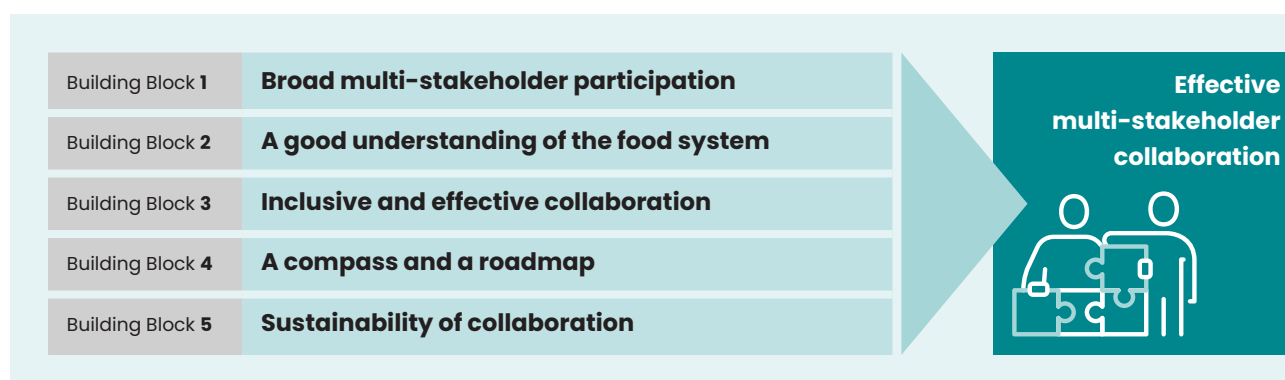 Building Block 1 Broad multi-stakeholder participation
Building Block 2 A good understanding of the food system
Building Block 3 Inclusive and effective collaboration
Building Block 4 A compass and a roadmap
Building Block 5 Sustainability of collaboration
Effective
multi-stakeholder
collaboration